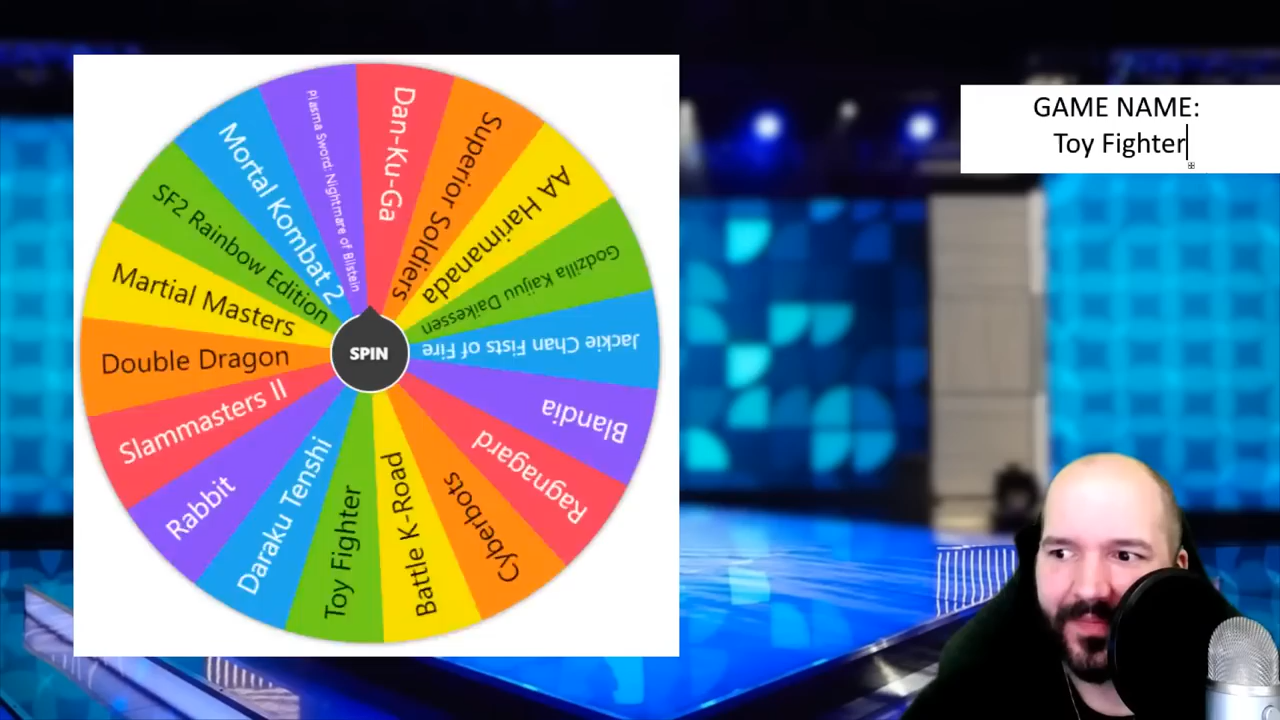 GAME NAME:
Toy Fighter
Dan-Ku-Ga
Superior Soldiers
AA Harimanada
Godzilla Kaijuu Daikessen
Jackie Chan Fists of Fire
Blandia
Ragnagard
Cyberbots
Battle K-Road
Toy Fighter
Daraku Tenshi
Rabbit
Slammasters II
Double Dragon
Martial Masters
SF2 Rainbow Edition
Mortal Kombat 2
Plasma Sword: Nightmare of Bilstein
SPIN